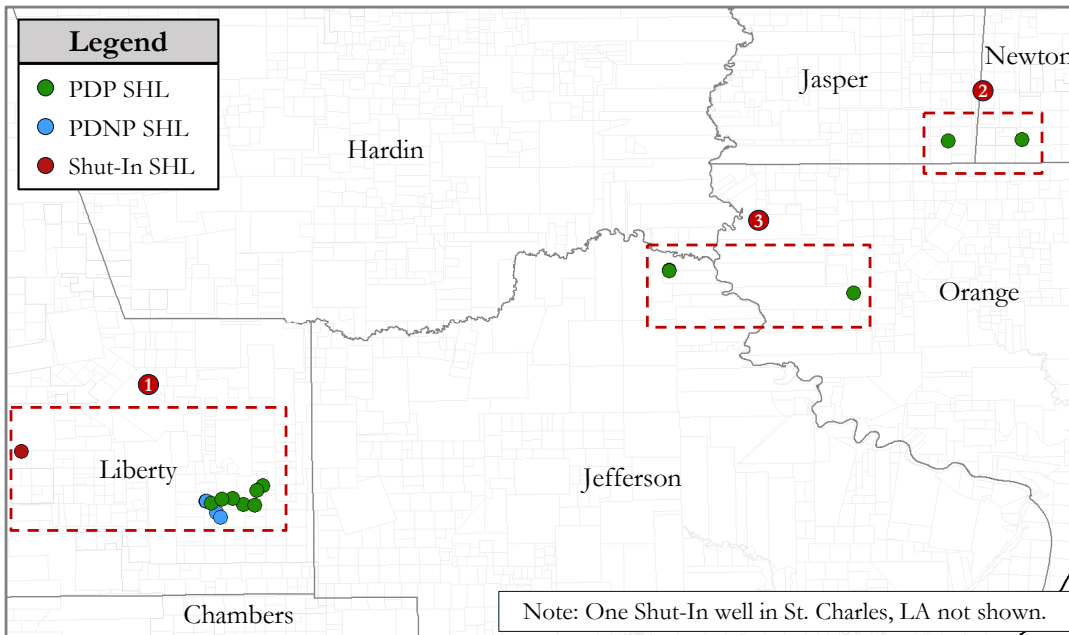 Legend
PDP SHL
PDNP SHL
Shut-In SHL
Newton
Jasper
2
Hardin
3
Orange
1
Liberty
Jefferson
Chambers
Note: One Shut-In well in St. Charles, LA not shown.